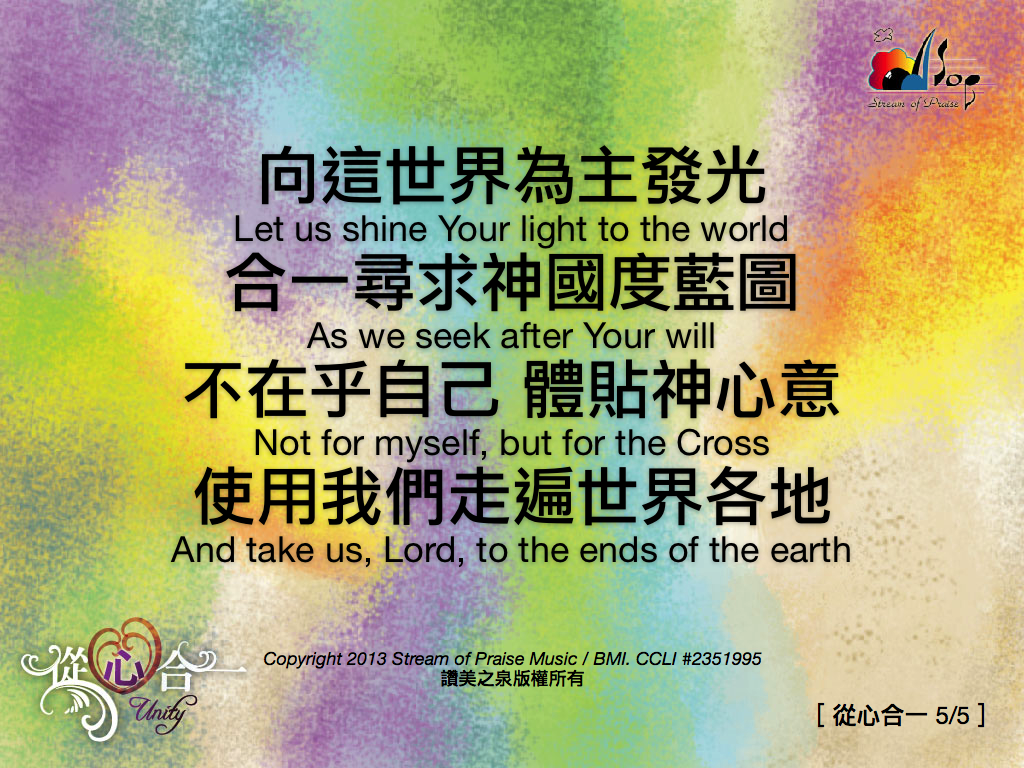 Sop
Stream of Praise
向這世界為主發光
Let us shine Your light to the world
合一尋求神國度藍圖
As we seek after Your will
不在乎自己 體貼神心意
Not for myself, but for the Cross
使用我們走遍世界各地
And take us, Lord, to the ends of the earth
從心合一
Unity
Copyright 2013 Stream of Praise Music / BMI. CCLI #2351995
讚美之泉版權所有
[ 從心合一 5/5 ]